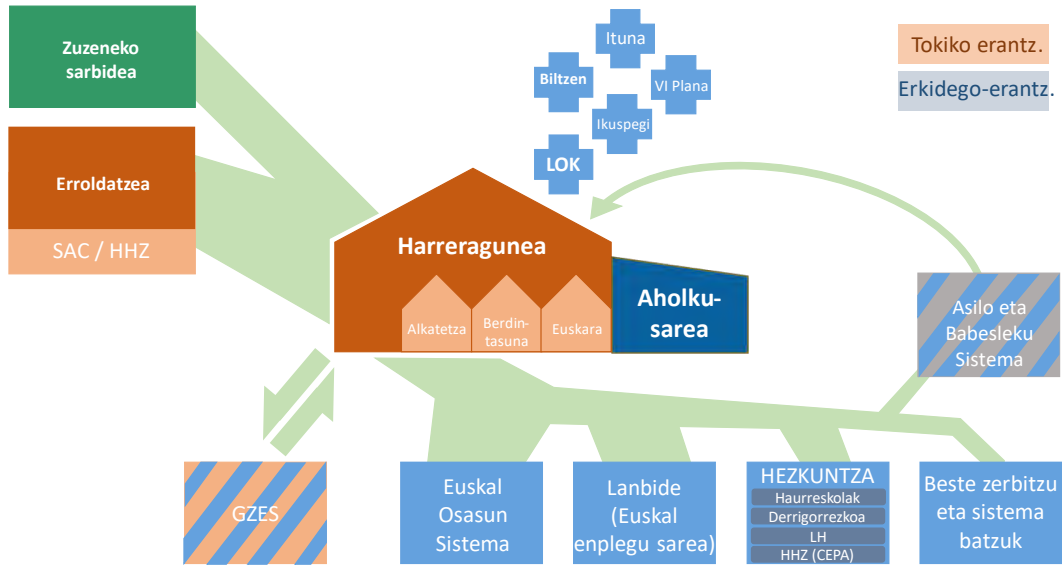 Zuzeneko
sarbidea
Erroldatzea
SAC / HHZ
Ituna
Biltzen
VI Plana
Ikuspegi
LOK
Tokiko erantz.
Erkidego-erantz.
Harreragunea
Alkatetza
Berdin-
tasuna
Euskara
Aholku-
sarea
Asilo eta
Babesleku
Sistema
GZES
Euskal
Osasun
Sistema
Lanbide
(Euskal
enplegu sarea)
HEZKUNTZA
Haurreskolak
Derrigorrezkoa
LH
HHZ (CEPA)
Beste zerbitzu
eta sistema
batzuk